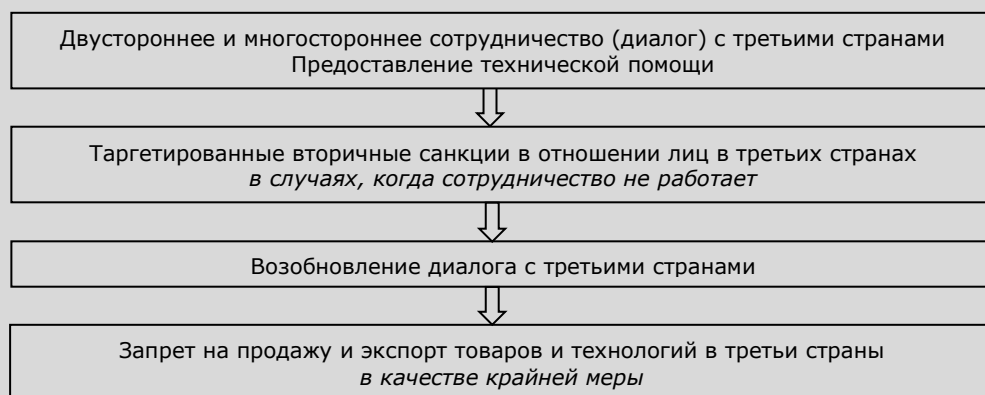 Двустороннее и многостороннее сотрудничество (диалог) с третьими странами
Предоставление технической помощи
Таргетированные вторичные санкции в отношении лиц в третьих странах
в случаях, когда сотрудничество не работает
Возобновление диалога с третьими странами
Запрет на продажу и экспорт товаров и технологий в третьи страны
в качестве крайней меры